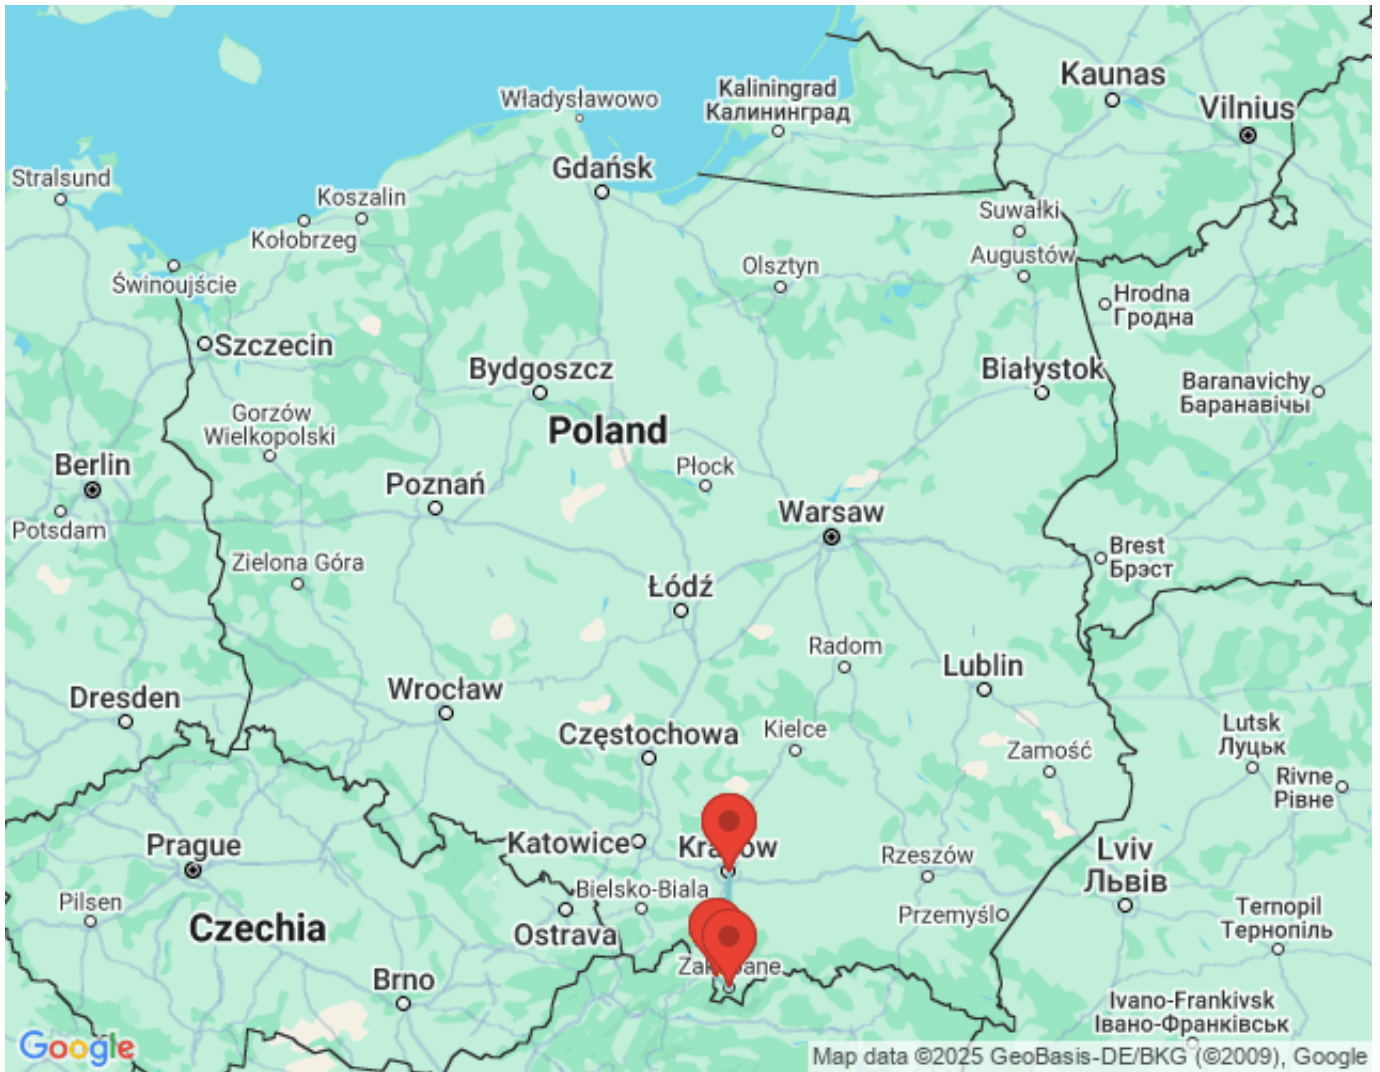 Kaunas
Władysławowo
Kaliningrad
Калининград
Vilnius
Gdańsk
Stralsund
Koszalin
Suwałki
Kołobrzeg
Augustów
Olsztyn
Świnoujście
Hrodna
Гродна
Szczecin
Bydgoszcz
Białystok
Baranavichy
Баранавічы
Gorzów
Wielkopolski
Poland
Berlin
Płock
Poznań
Warsaw
Potsdam
Brest
Брэст
Zielona Góra
Łódź
Radom
Lublin
Wrocław
Dresden
Lutsk
Луцьк
Kielce
Częstochowa
Zamość
Rivne
Рівне
Prague
Katowice
Lviv
Львів
Rzeszów
Bielsko-Biala
Pilsen
Ternopil
Тернопіль
Przemyśl
Czechia
Ostrava
Brno
Ivano-Frankivsk
Івано-Франківськ
Google
Map data ©2025 GeoBasis-DE/BKG (©2009), Google